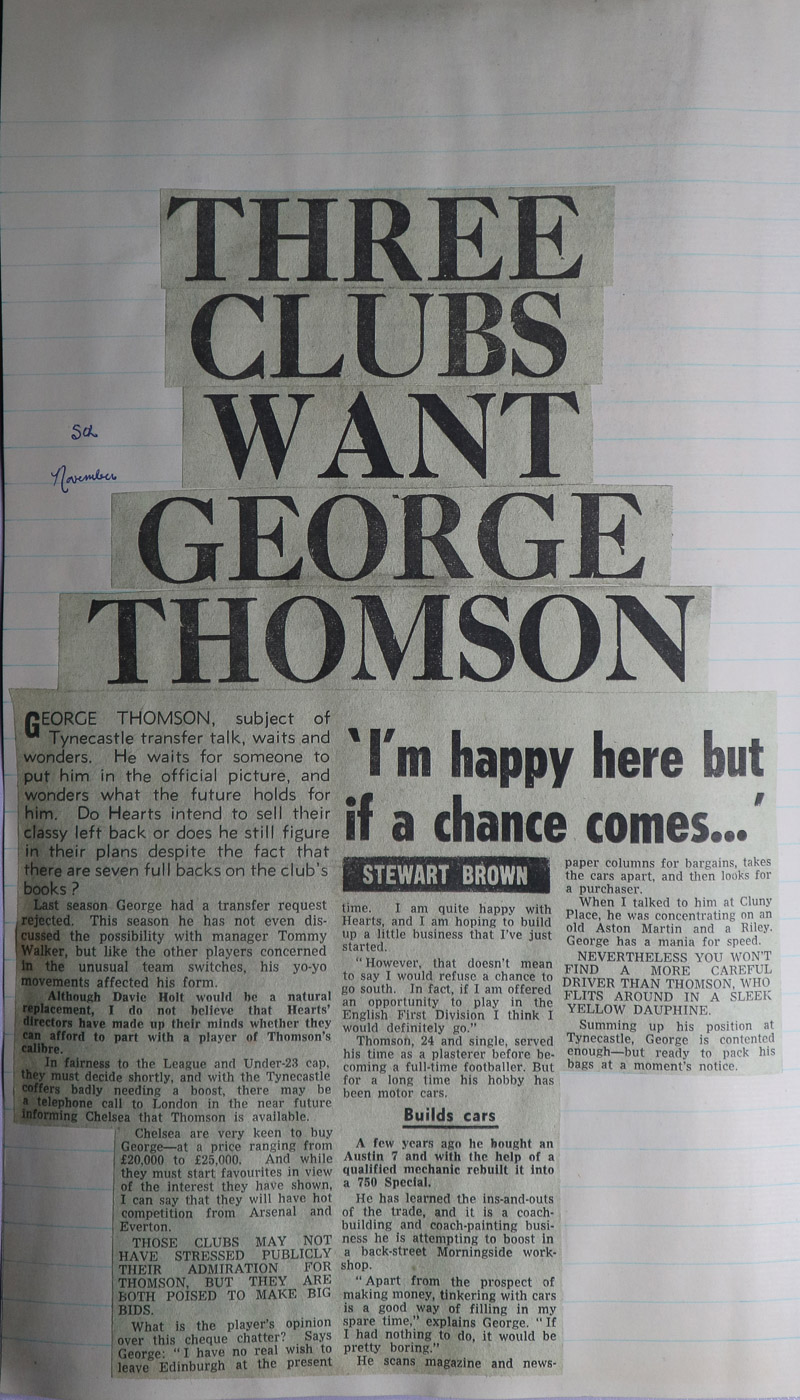 THREE
CLUBS
WANT
GEORGE
THOMSON
5th
November
GEORGE THOMSON, subject of
Tynecastle transfer talk, waits and
wonders. He waits for someone to
put him in the official picture, and
wonders what the future holds for
him. Do Hearts intend to sell their
classy left back or does he still figure
in their plans despite the fact that
there are seven full backs on the club's
books ?
Last season George had a transfer request
rejected. This season he has not even dis-
cussed the possibility with manager Tommy
Walker, but like the other players concerned
in the unusual team switches, his yo-yo
movements affected his form.
Although Davie Holt would be a natural
replacement, I do not believe that Hearts'
directors have made up their minds whether they
can afford to part with a player of Thomson's
calibre.
In fairness to the League and Under-23 cap,
they must decide shortly, and with the Tynecastle
coffers badly needing a boost, there may be
a telephone call to London in the near future
informing Chelsea that Thomson is available.
Chelsea are very keen to buy
George—at a price ranging from
£20,000 to £25,000. And while
they must start favourites in view
of the interest they have shown,
I can say that they will have hot
competition from Arsenal and
Everton.
THOSE CLUBS MAY NOT
HAVE STRESSED PUBLICLY
THEIR ADMIRATION FOR
THOMSON, BUT THEY ARE
BOTH POISED TO MAKE BIG
BIDS.
What is the player's opinion
over this cheque chatter? Says
George: "I have no real wish to
leave Edinburgh at the present
'I'm happy here but
if a chance comes...'
STEWART BROWN
time. I am quite happy with
Hearts, and I am hoping to build
up a little business that I've just
started.
"However, that doesn't mean
to say I would refuse a chance to
go south. In fact, if I am offered
an opportunity to play in the
English First Division I think I
would definitely go."
Thomson, 24 and single, served
his time as a plasterer before be-
coming a full-time footballer. But
for a long time his hobby has
been motor cars.
Builds cars
A few years ago he bought an
Austin 7 and with the help of a
qualified mechanic rebuilt it into
a 750 Special.
He has learned the ins-and-outs
of the trade, and it is a coach-
building and coach-painting busi-
ness he is attempting to boost in
a back-street Morningside work-
shop.
"Apart from the prospect of
making money, tinkering with cars
is a good way of filling in my
spare time," explains George. "If
I had nothing to do, it would be
pretty boring."
He scans magazine and news-
paper columns for bargains, takes
the cars apart, and then looks for
a purchaser.
When I talked to him at Cluny
Place, he was concentrating on an
old Aston Martin and a Riley.
George has a mania for speed.
NEVERTHELESS YOU WON'T
FIND A MORE CAREFUL
DRIVER THAN THOMSON, WHO
FLITS AROUND IN A SLEEK
YELLOW DAUPHINE.
Summing up his position at
Tynecastle, George is contented
enough—but ready to pack his
bags at a moment's notice.